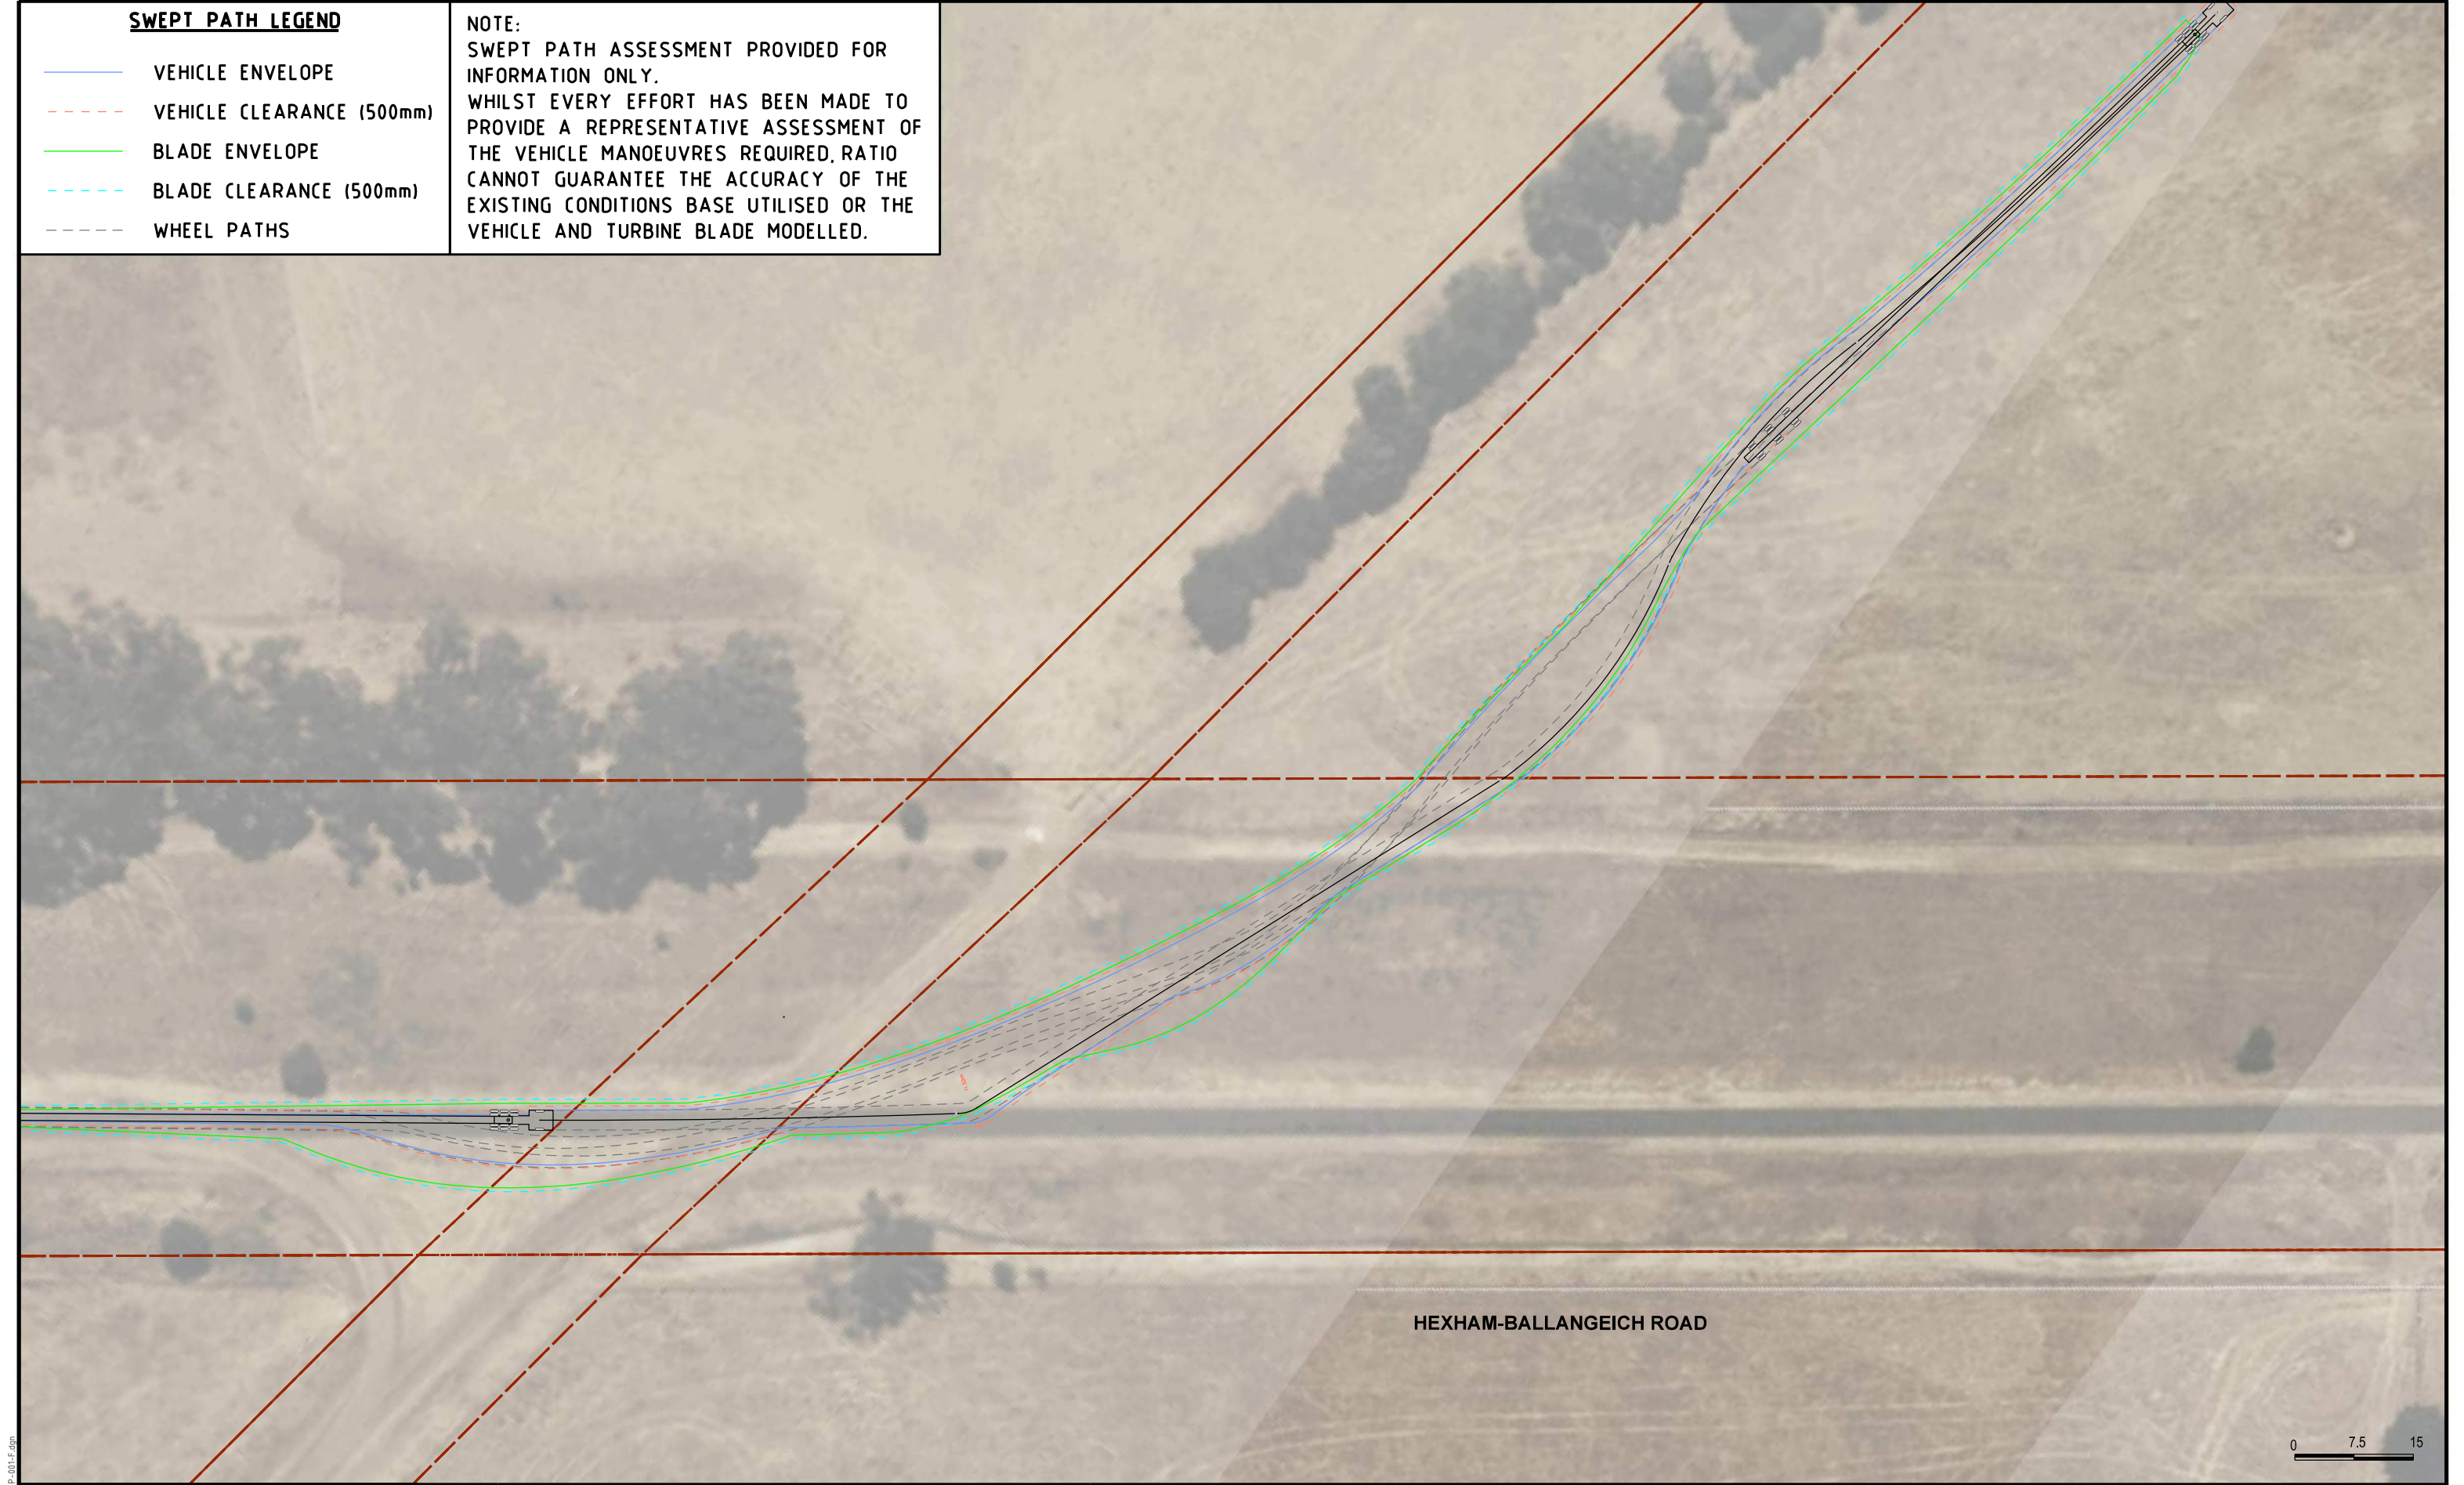 SWEPT PATH LEGEND
VEHICLE ENVELOPE
VEHICLE CLEARANCE (500mm)
BLADE ENVELOPE
BLADE CLEARANCE (500mm)
WHEEL PATHS
NOTE:
SWEPT PATH ASSESSMENT PROVIDED FOR
INFORMATION ONLY.
WHILST EVERY EFFORT HAS BEEN MADE TO
PROVIDE A REPRESENTATIVE ASSESSMENT OF
THE VEHICLE MANOEUVRES REQUIRED, RATIO
CANNOT GUARANTEE THE ACCURACY OF THE
EXISTING CONDITIONS BASE UTILISED OR THE
VEHICLE AND TURBINE BLADE MODELLED.
HEXHAM-BALLANGEICH ROAD
0 7.5 15
P-001-F.dgn